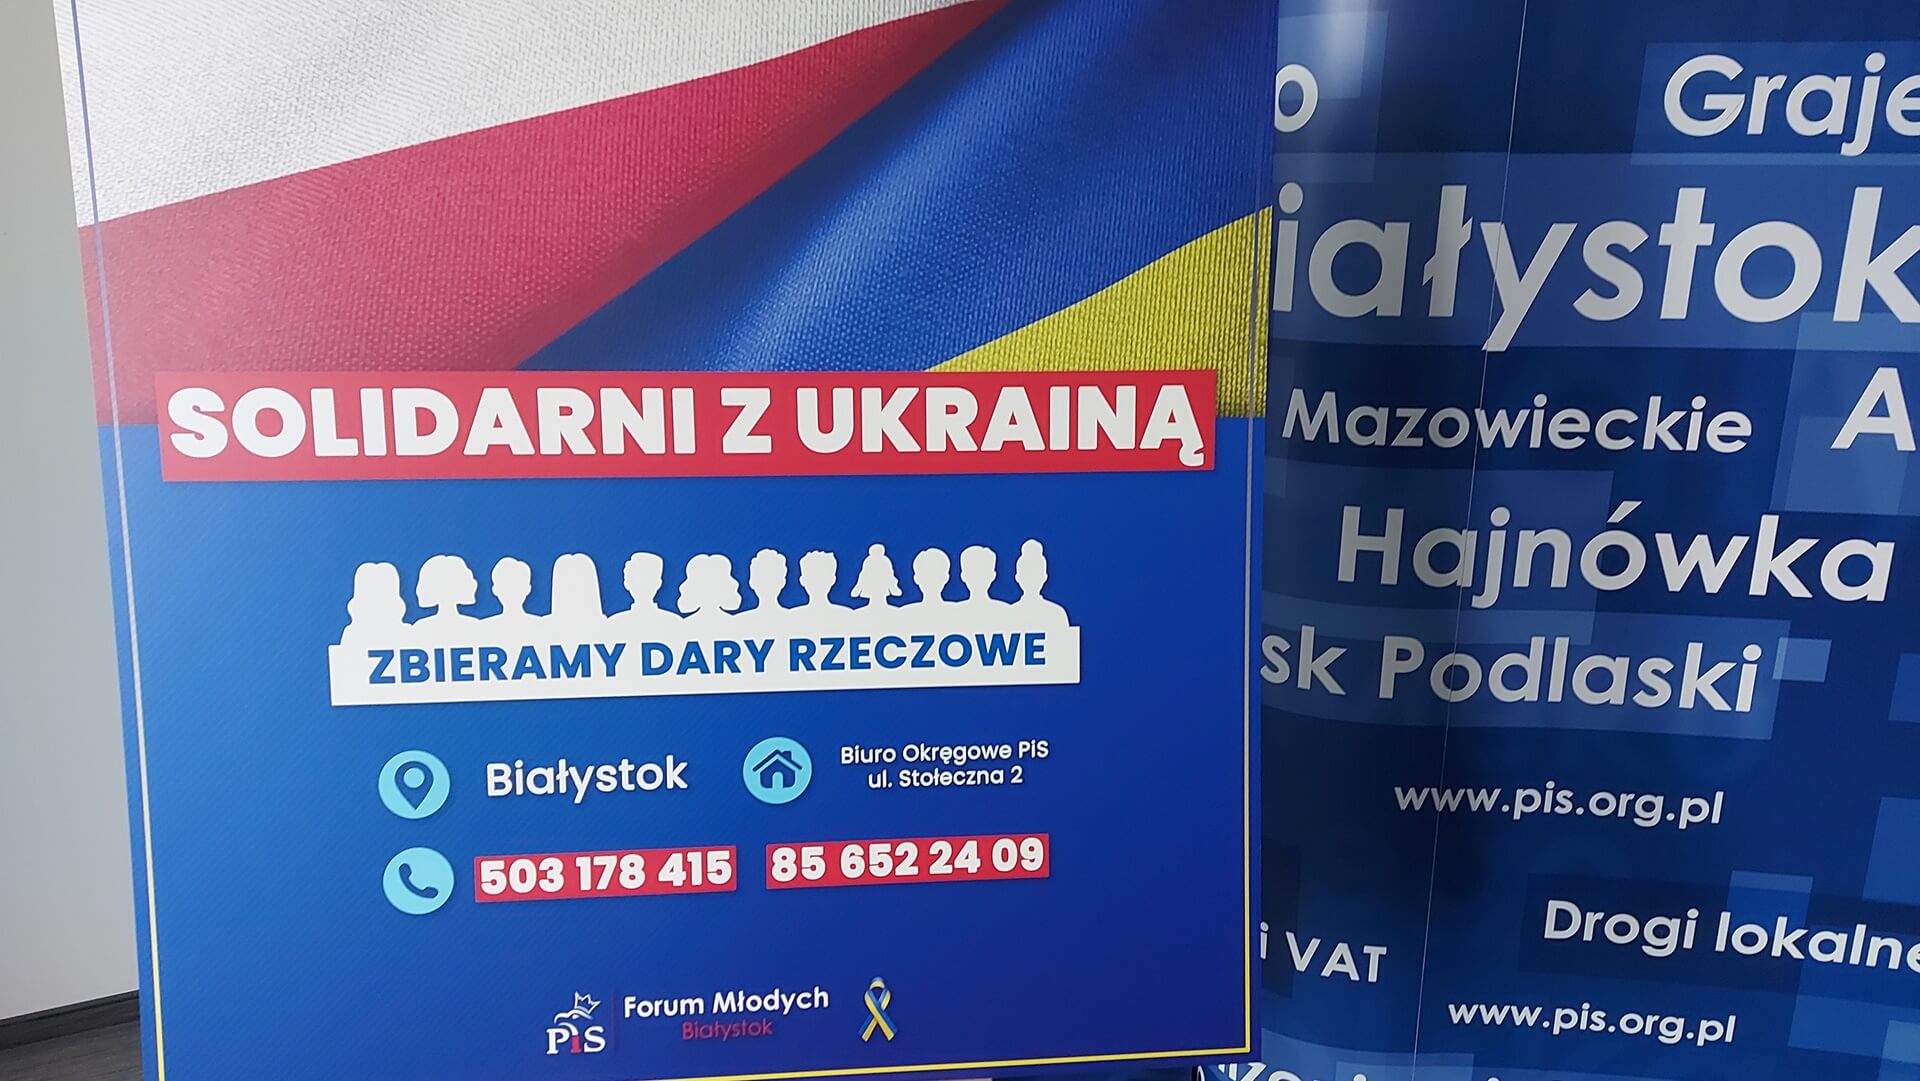 SOLIDARNI Z UKRAINĄ
ZBIERAMY DARY RZECZOWE
Białystok
Biuro Okręgowe PiS
ul. Stołeczna 2
503 178 415
85 652 24 09
PiS
Forum Młodych
Białystok
o
Graje
iałystok
Mazowieckie
A
Hajnówka
sk Podlaski
www.pis.org.pl
Drogi lokalne
i VAT
www.pis.org.pl